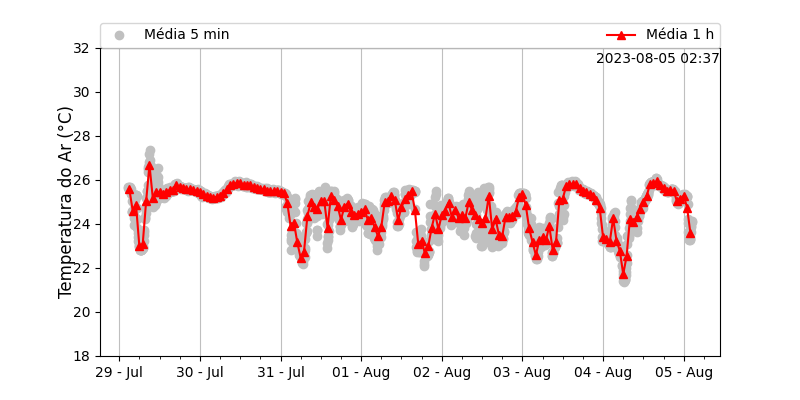 Média 5 min
Média 1 h
2023-08-05 02:37
Temperatura do Ar (°C)
32
30
28
26
24
22
20
18
29 - Jul
30 - Jul
31 - Jul
01 - Aug
02 - Aug
03 - Aug
04 - Aug
05 - Aug